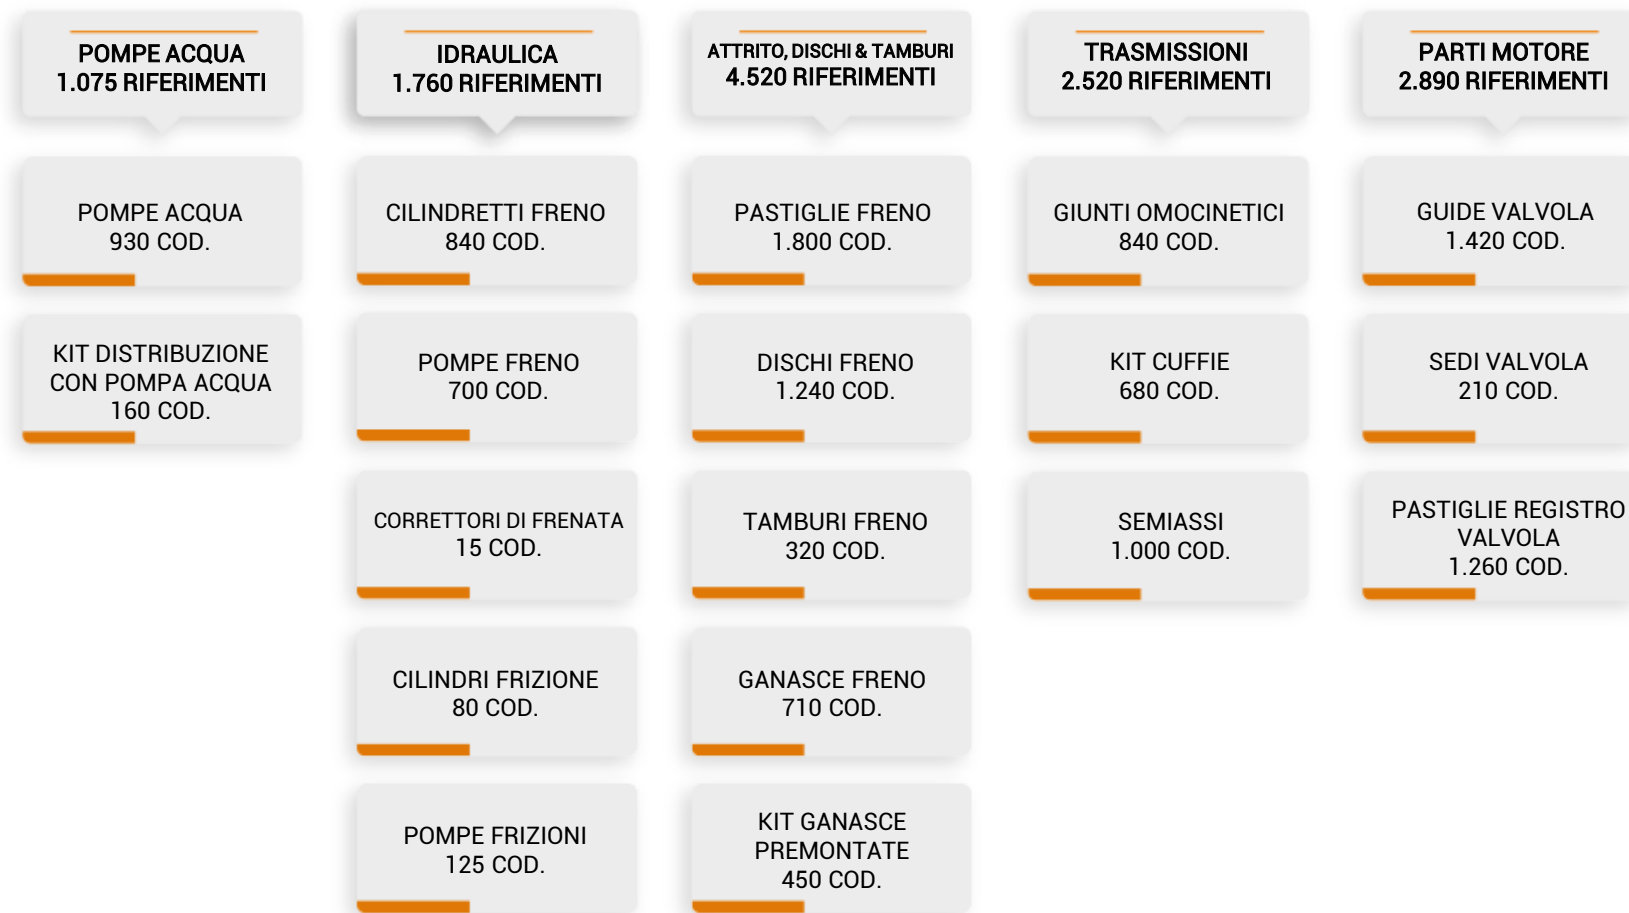 POMPE ACQUA
1.075 RIFERIMENTI
POMPE ACQUA
930 COD.
KIT DISTRIBUZIONE
CON POMPA ACQUA
160 COD.
IDRAULICA
1.760 RIFERIMENTI
CILINDRETTI FRENO
840 COD.
POMPE FRENO
700 COD.
CORRETTORI DI FRENATA
15 COD.
CILINDRI FRIZIONE
80 COD.
POMPE FRIZIONI
125 COD.
ATTRITO, DISCHI & TAMBURI
4.520 RIFERIMENTI
PASTIGLIE FRENO
1.800 COD.
DISCHI FRENO
1.240 COD.
TAMBURI FRENO
320 COD.
GANASCE FRENO
710 COD.
KIT GANASCE
PREMONTATE
450 COD.
TRASMISSIONI
2.520 RIFERIMENTI
GIUNTI OMOCINETICI
840 COD.
KIT CUFFIE
680 COD.
SEMIASSI
1.000 COD.
PARTI MOTORE
2.890 RIFERIMENTI
GUIDE VALVOLA
1.420 COD.
SEDI VALVOLA
210 COD.
PASTIGLIE REGISTRO
VALVOLA
1.260 COD.